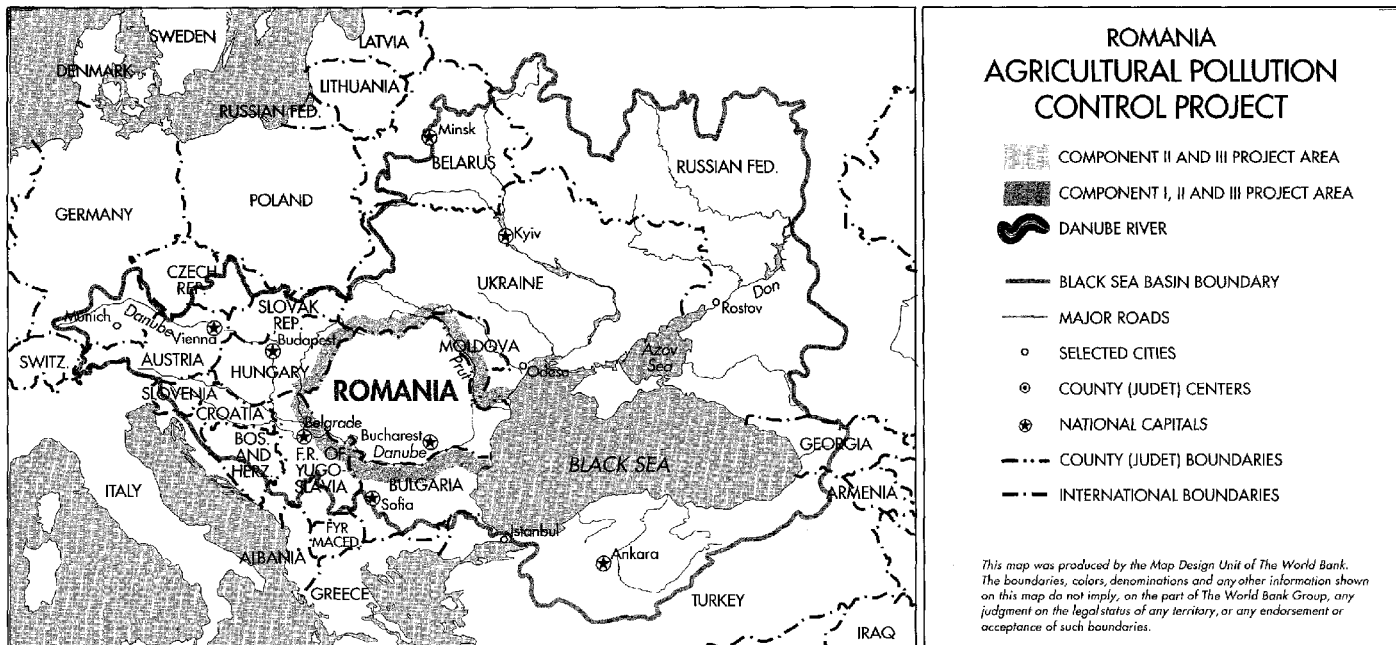 SWEDEN
LATVIA
DENMARK
LITHUANIA
RUSSIAN FED.
Minsk
BELARUS
RUSSIAN FED.
POLAND
GERMANY
Kyiv
CZECH
REP.
UKRAINE
Don
Rostov
SLOVAK
REP.
Munich
Danube
Vienna
Budapest
MOLDOVA
Prut
Azov
Sea
SWITZ.
AUSTRIA
HUNGARY
Odesa
ROMANIA
SLOVENIA
CROATIA
Belgrade
Bucharest
Danube
BOS.
AND
HERZ.
F.R. OF
YUGO-
SLAVIA
BULGARIA
BLACK SEA
GEORGIA
ITALY
Sofia
ARMENIA
FYR
MACED.
Istanbul
ALBANIA
Ankara
GREECE
TURKEY
IRAQ
ROMANIA
AGRICULTURAL POLLUTION
CONTROL PROJECT
COMPONENT II AND III PROJECT AREA
COMPONENT I, II AND III PROJECT AREA
DANUBE RIVER
BLACK SEA BASIN BOUNDARY
MAJOR ROADS
SELECTED CITIES
COUNTY (JUDET) CENTERS
NATIONAL CAPITALS
COUNTY (JUDET) BOUNDARIES
INTERNATIONAL BOUNDARIES
This map was produced by the Map Design Unit of The World Bank.
The boundaries, colors, denominations and any other information shown
on this map do not imply, on the part of The World Bank Group, any
judgment on the legal status of any territory, or any endorsement or
acceptance of such boundaries.